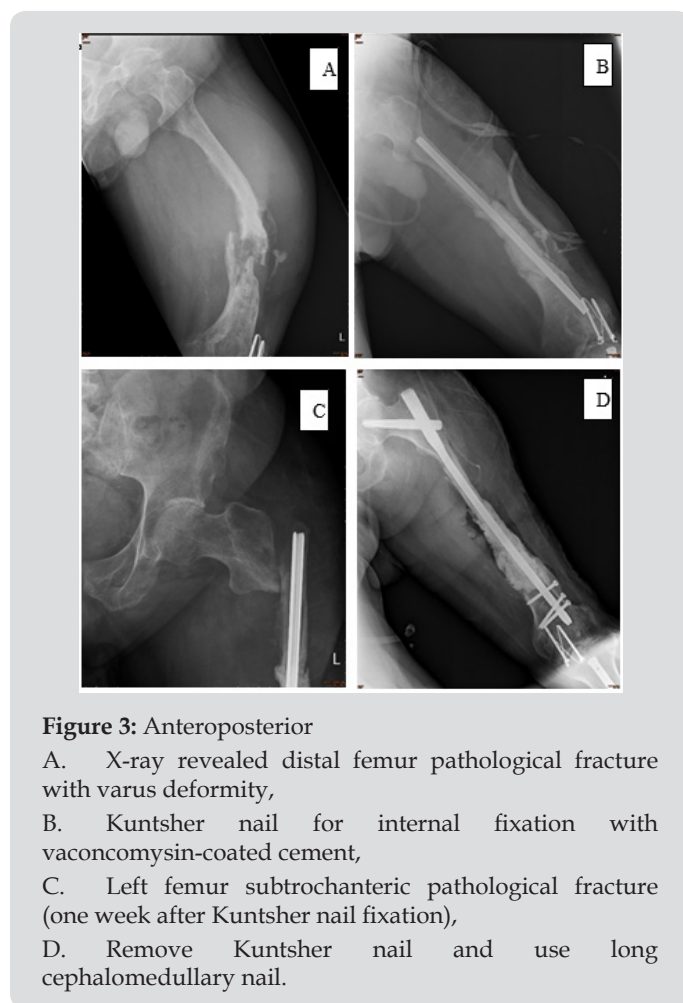 A
B
L
C
D
L
Figure 3: Anteroposterior
A. X-ray revealed distal femur pathological fracture
with varus deformity,
B. Kuntsher nail for internal fixation with
vaconcomysin-coated cement,
C. Left femur subtrochanteric pathological fracture
(one week after Kuntsher nail fixation),
D. Remove Kuntsher nail and use long
cephalomedullary nail.